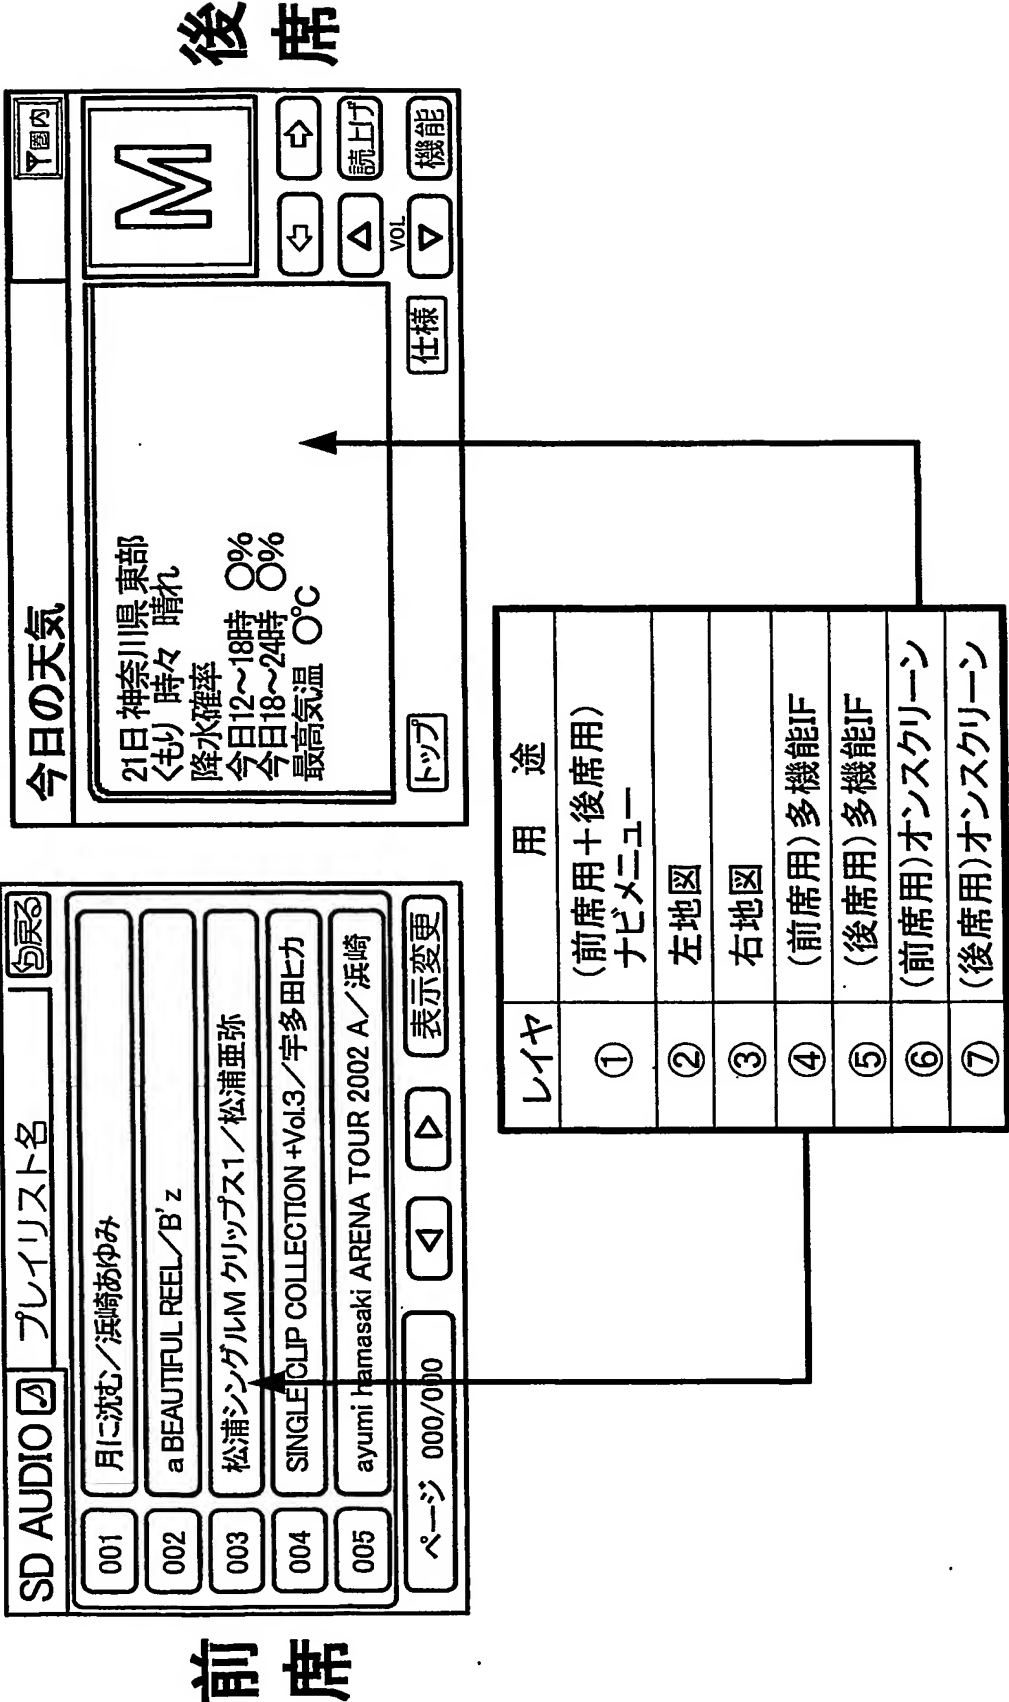 前席
SD AUDIO
プレイリスト名
戻る
001 月に沈む／浜崎あゆみ
002 a BEAUTIFUL REEL／B'z
003 松浦シングルM クリップス1／松浦亜弥
004 SINGLE CLIP COLLECTION +Vol.3／宇多田ヒカ
005 ayumi hamasaki ARENA TOUR 2002 A／浜崎
ページ 000/000
表示変更
後席
今日の天気
圏内
21日 神奈川県 東部
くもり 時々 晴れ
降水確率
今日12〜18時 ○%
今日18〜24時 ○%
最高気温 ○°C
M
読上げ
VOL
トップ
仕様
機能
レイヤ 用途
① (前席用＋後席用)
ナビメニュー
② 左地図
③ 右地図
④ (前席用)多機能IF
⑤ (後席用)多機能IF
⑥ (前席用)オンスクリーン
⑦ (後席用)オンスクリーン